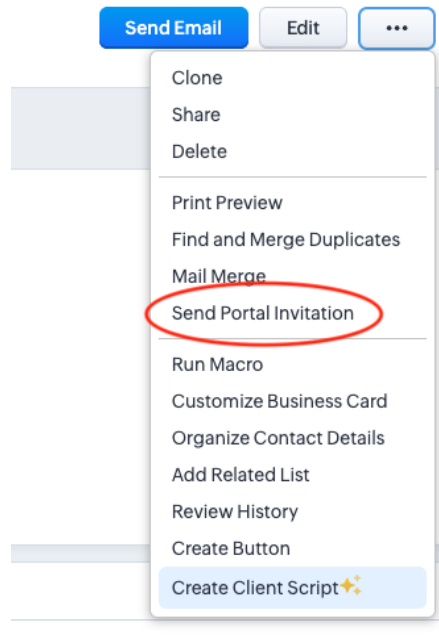 Send Email Edit ...
Clone
Share
Delete
Print Preview
Find and Merge Duplicates
Mail Merge
Send Portal Invitation
Run Macro
Customize Business Card
Organize Contact Details
Add Related List
Review History
Create Button
Create Client Script